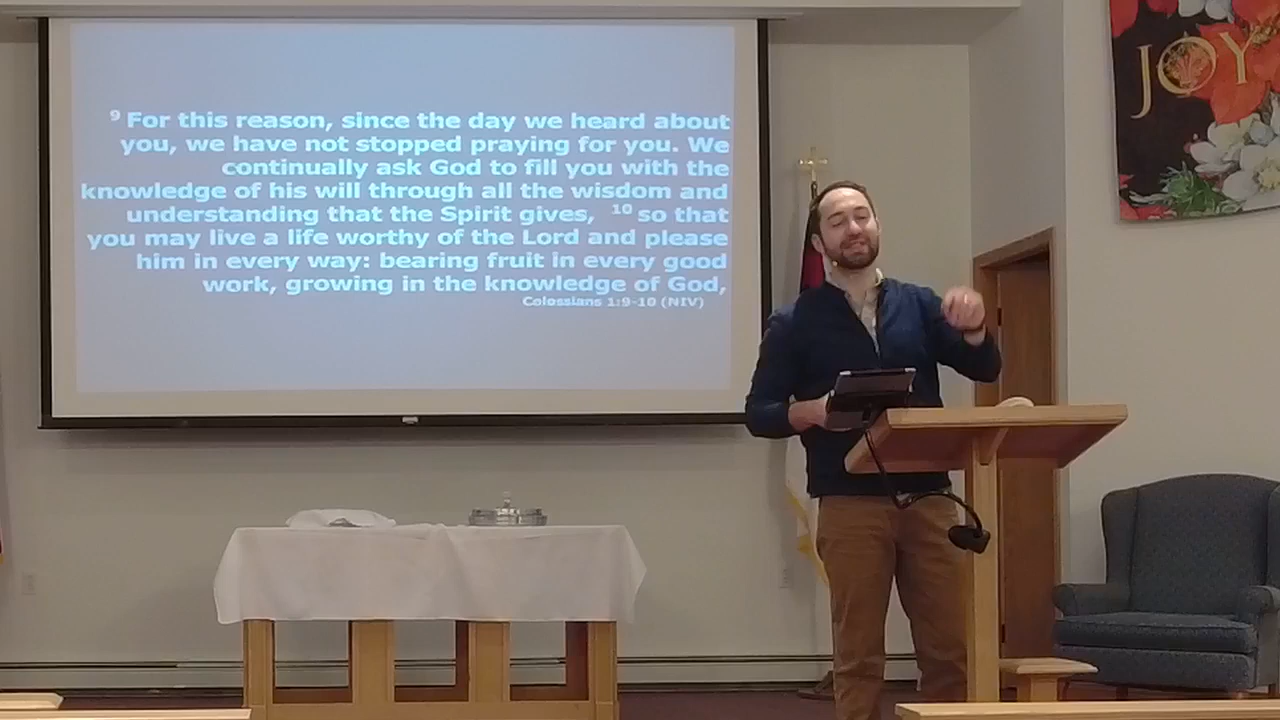 ⁹ For this reason, since the day we heard about
you, we have not stopped praying for you. We
continually ask God to fill you with the
knowledge of his will through all the wisdom and
understanding that the Spirit gives, ¹⁰ so that
you may live a life worthy of the Lord and please
him in every way: bearing fruit in every good
work, growing in the knowledge of God,
Colossians 1:9-10 (NIV)
JOY